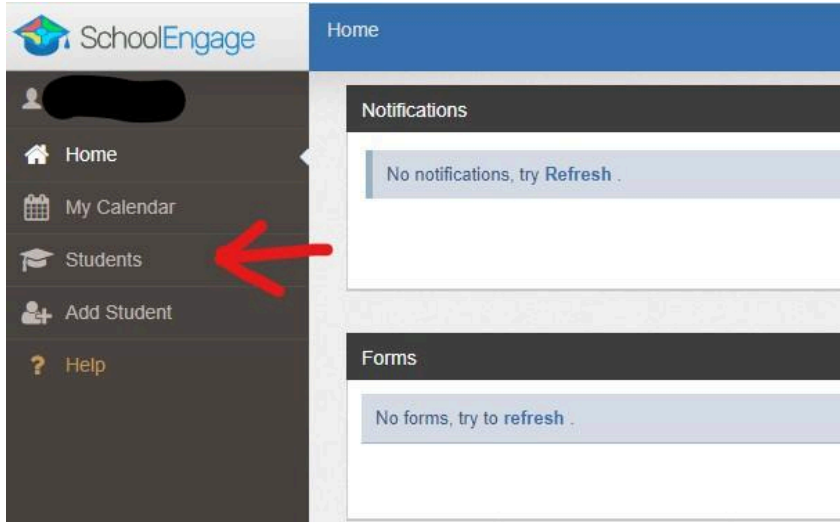 SchoolEngage
Home
Home
My Calendar
Students
Add Student
Help
Notifications
No notifications, try Refresh .
Forms
No forms, try to refresh .